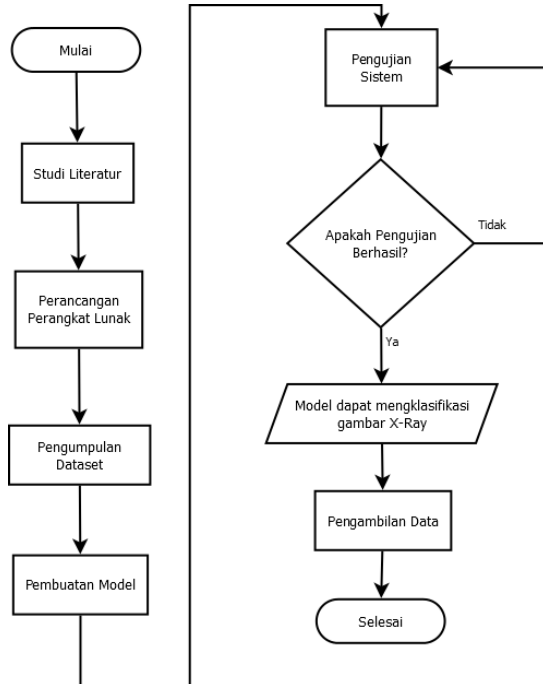 Mulai
Studi Literatur
Perancangan
Perangkat Lunak
Pengumpulan
Dataset
Pembuatan Model
Pengujian
Sistem
Apakah Pengujian
Berhasil?
Tidak
Ya
Model dapat mengklasifikasi
gambar X-Ray
Pengambilan Data
Selesai